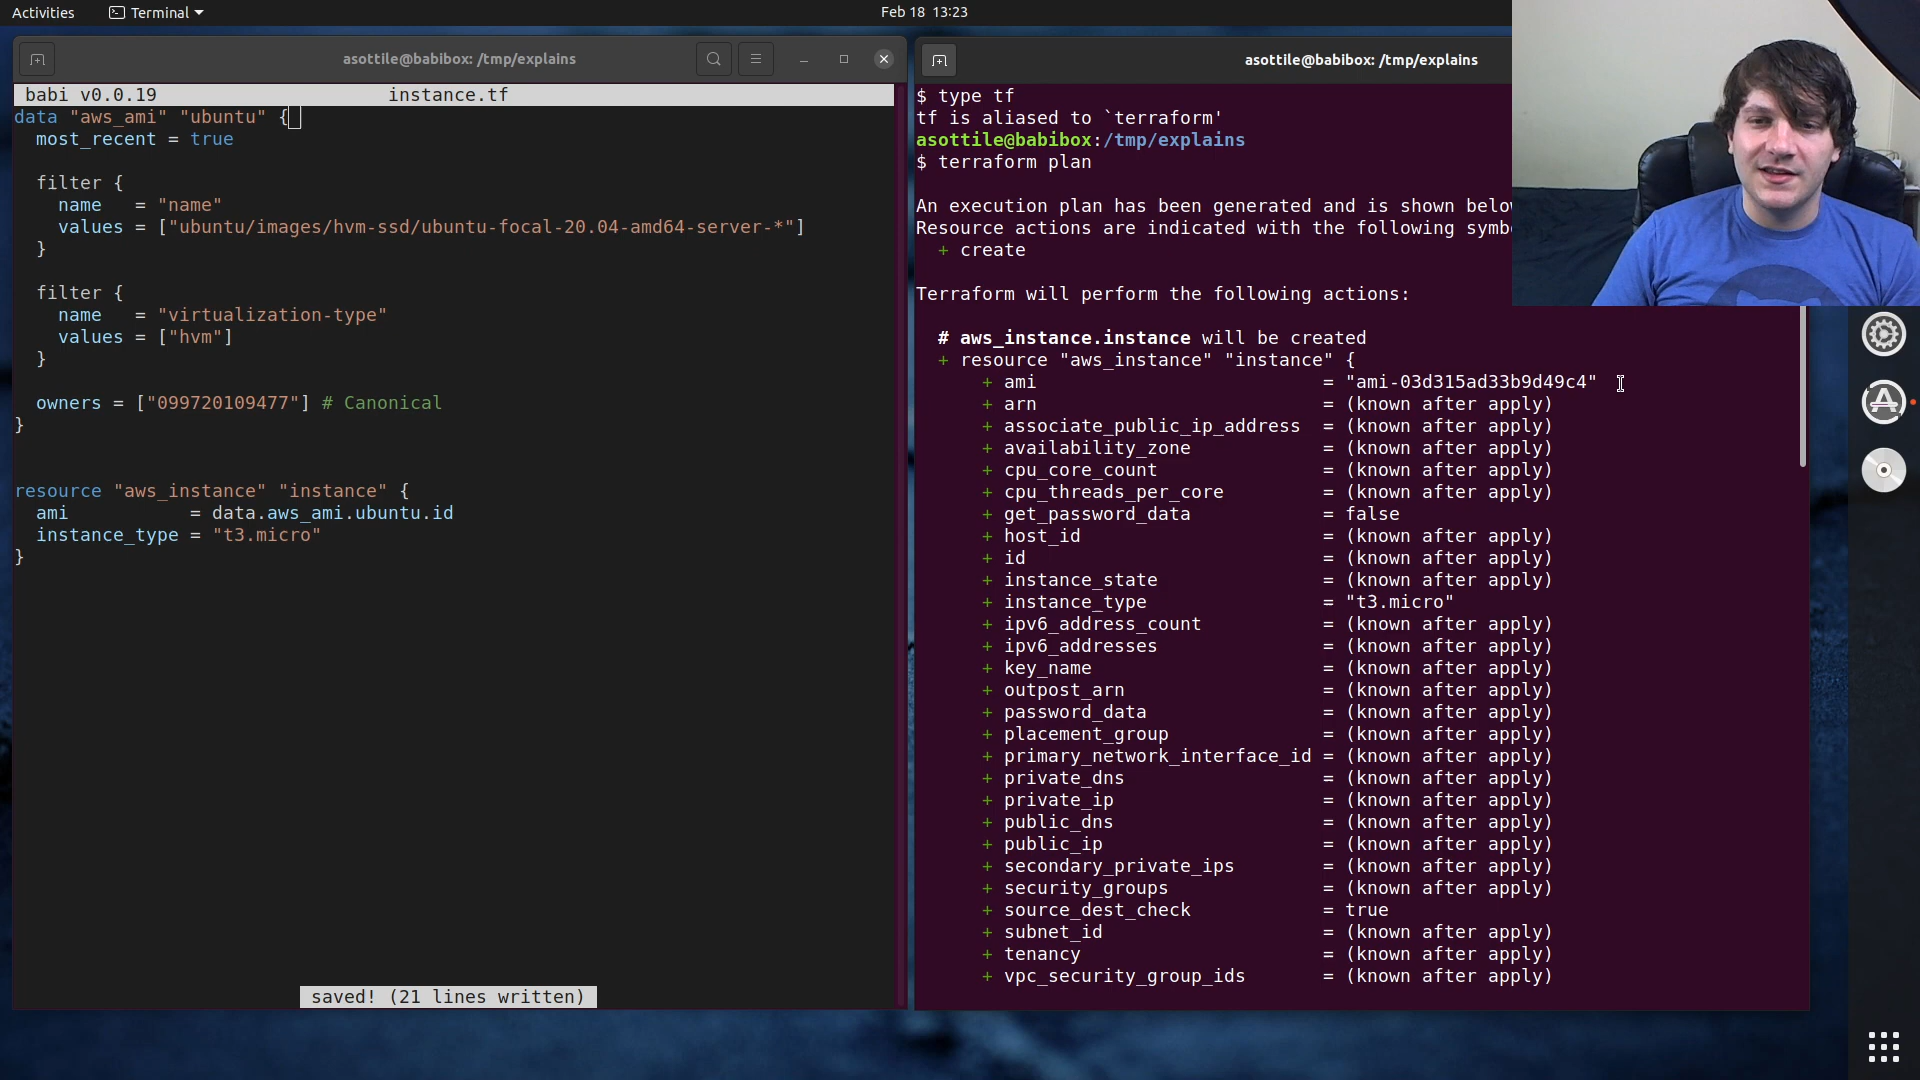 Activities
Terminal
Feb 18 13:23
asottile@babibox: /tmp/explains
babi v0.0.19 instance.tf
data "aws_ami" "ubuntu" {
  most_recent = true
  filter {
    name   = "name"
    values = ["ubuntu/images/hvm-ssd/ubuntu-focal-20.04-amd64-server-*"]
  }
  filter {
    name   = "virtualization-type"
    values = ["hvm"]
  }
  owners = ["099720109477"] # Canonical
}
resource "aws_instance" "instance" {
  ami           = data.aws_ami.ubuntu.id
  instance_type = "t3.micro"
}
saved! (21 lines written)
asottile@babibox: /tmp/explains
$ type tf
tf is aliased to `terraform'
asottile@babibox:/tmp/explains
$ terraform plan
An execution plan has been generated and is shown
Resource actions are indicated with the following
  + create
Terraform will perform the following actions:
  # aws_instance.instance will be created
  + resource "aws_instance" "instance" {
      + ami                          = "ami-03d315ad33b9d49c4"
      + arn                          = (known after apply)
      + associate_public_ip_address  = (known after apply)
      + availability_zone            = (known after apply)
      + cpu_core_count               = (known after apply)
      + cpu_threads_per_core         = (known after apply)
      + get_password_data            = false
      + host_id                      = (known after apply)
      + id                           = (known after apply)
      + instance_state               = (known after apply)
      + instance_type                = "t3.micro"
      + ipv6_address_count           = (known after apply)
      + ipv6_addresses               = (known after apply)
      + key_name                     = (known after apply)
      + outpost_arn                  = (known after apply)
      + password_data                = (known after apply)
      + placement_group              = (known after apply)
      + primary_network_interface_id = (known after apply)
      + private_dns                  = (known after apply)
      + private_ip                   = (known after apply)
      + public_dns                   = (known after apply)
      + public_ip                    = (known after apply)
      + secondary_private_ips        = (known after apply)
      + security_groups              = (known after apply)
      + source_dest_check            = true
      + subnet_id                    = (known after apply)
      + tenancy                      = (known after apply)
      + vpc_security_group_ids       = (known after apply)